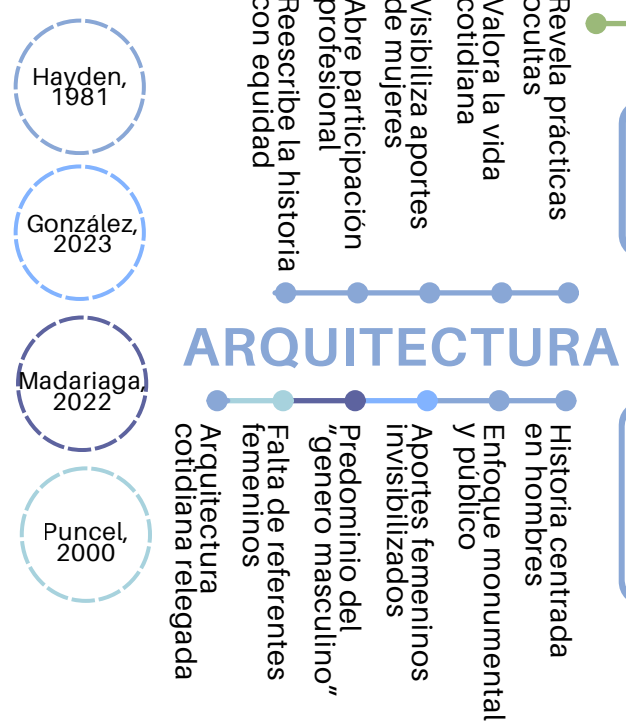 Hayden,
1981
González,
2023
Madariaga,
2022
Puncel,
2000
Revela prácticas
ocultas
Valora la vida
cotidiana
Visibiliza aportes
de mujeres
Abre participación
profesional
Reescribe la historia
con equidad
ARQUITECTURA
Historia centrada
en hombres
Enfoque monumental
y público
Aportes femeninos
invisibilizados
Predominio del
"genero masculino"
Falta de referentes
femeninos
Arquitectura
cotidiana relegada